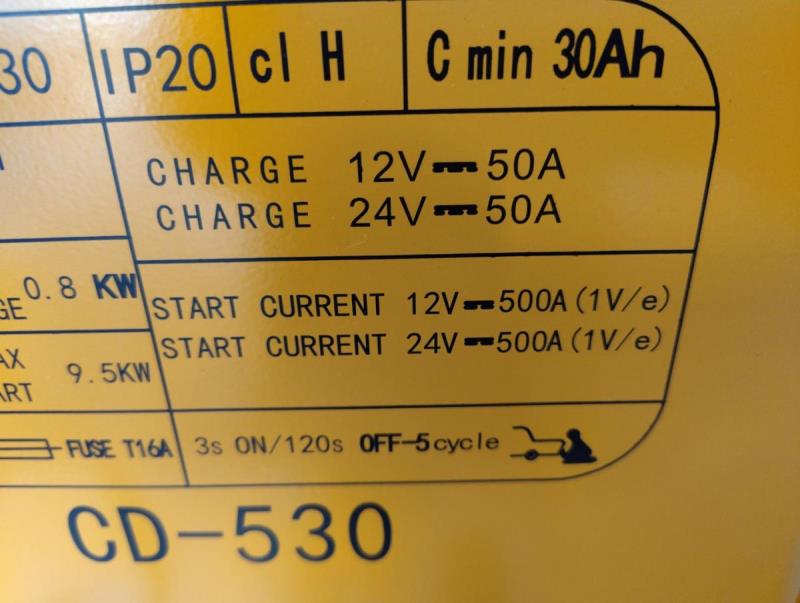 30 IP20 cl H C min 30Ah
CHARGE 12V 50A
CHARGE 24V 50A
0.8 KW
GE
START CURRENT 12V 500A(1V/e)
START CURRENT 24V 500A(1V/e)
AX
ART 9.5KW
FUSE T16A 3s ON/120s OFF-5cycle
CD-530